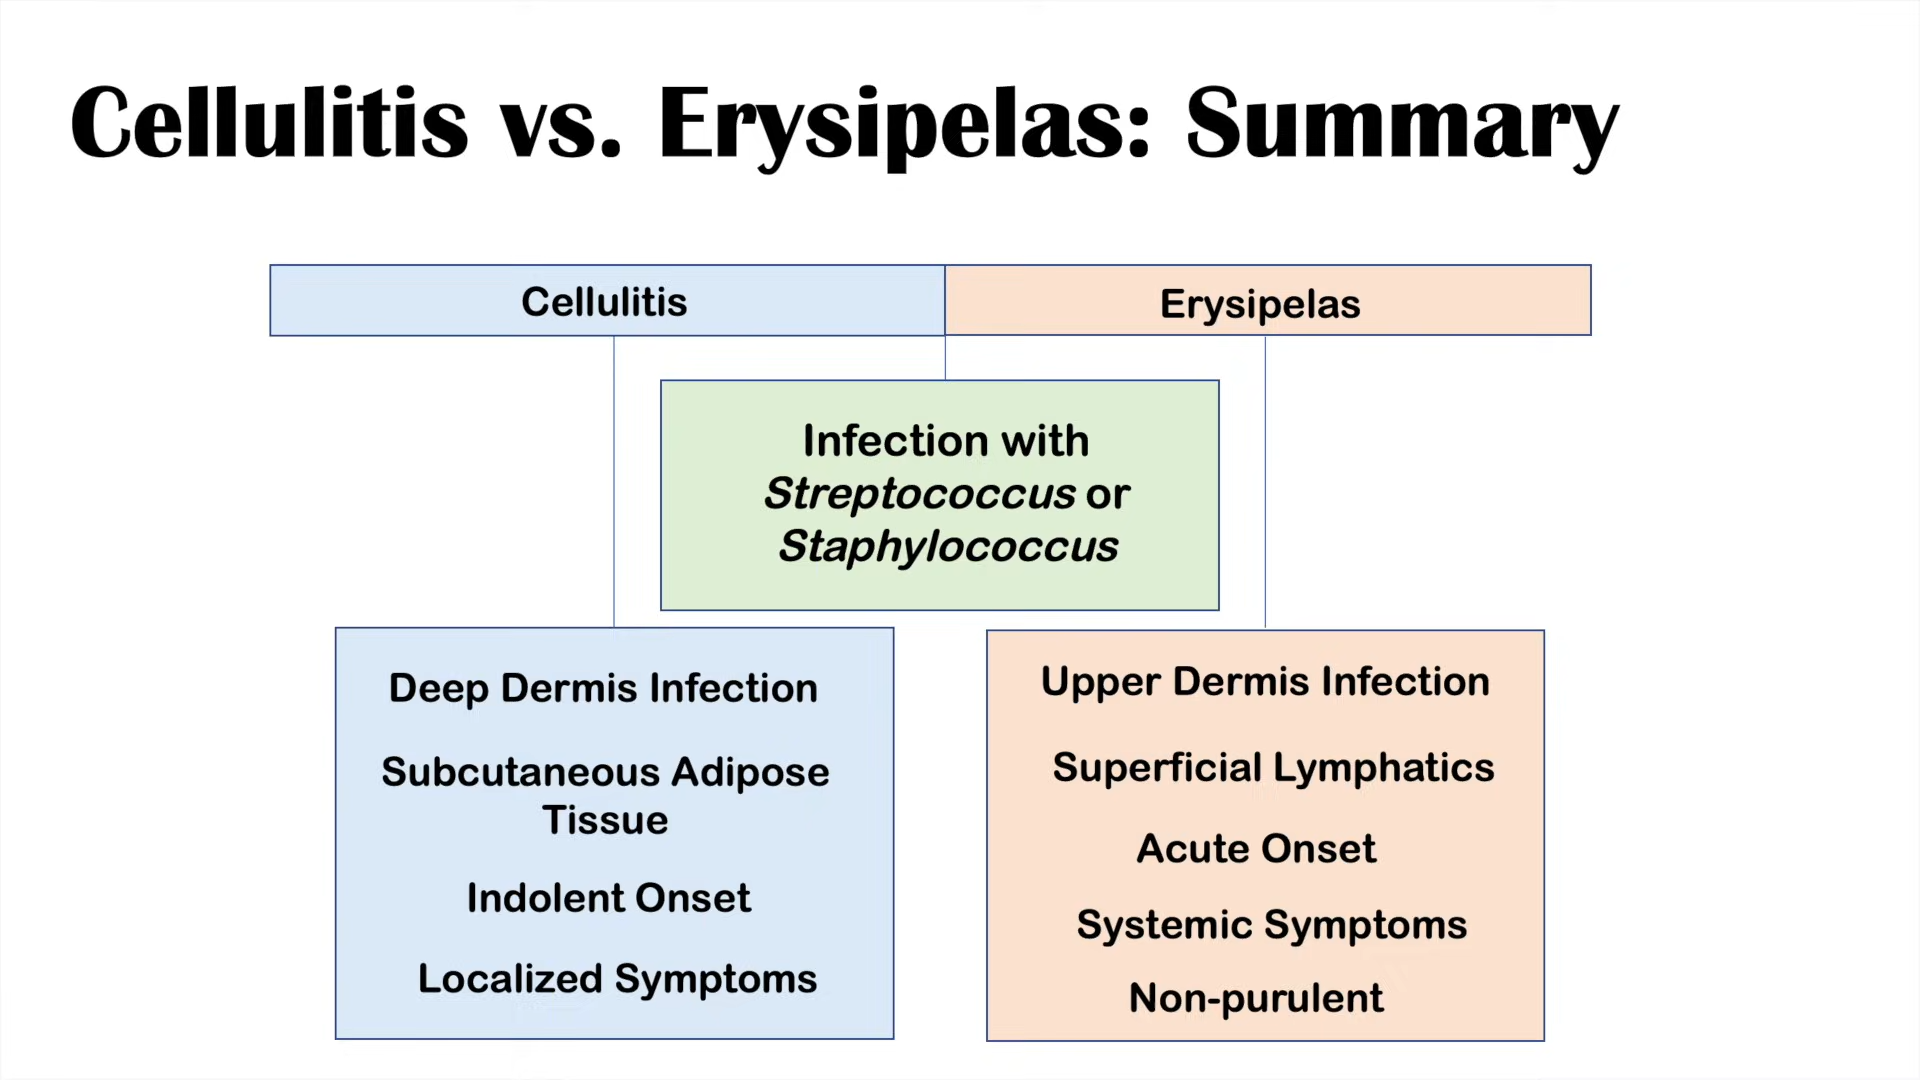 Cellulitis vs. Erysipelas: Summary
Cellulitis
Erysipelas
Infection with
Streptococcus or
Staphylococcus
Deep Dermis Infection
Subcutaneous Adipose
Tissue
Indolent Onset
Localized Symptoms
Upper Dermis Infection
Superficial Lymphatics
Acute Onset
Systemic Symptoms
Non-purulent